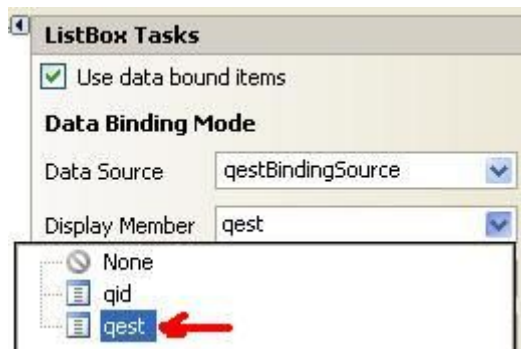 ListBox Tasks
Use data bound items
Data Binding Mode
Data Source qestBindingSource
Display Member qest
None
qid
qest